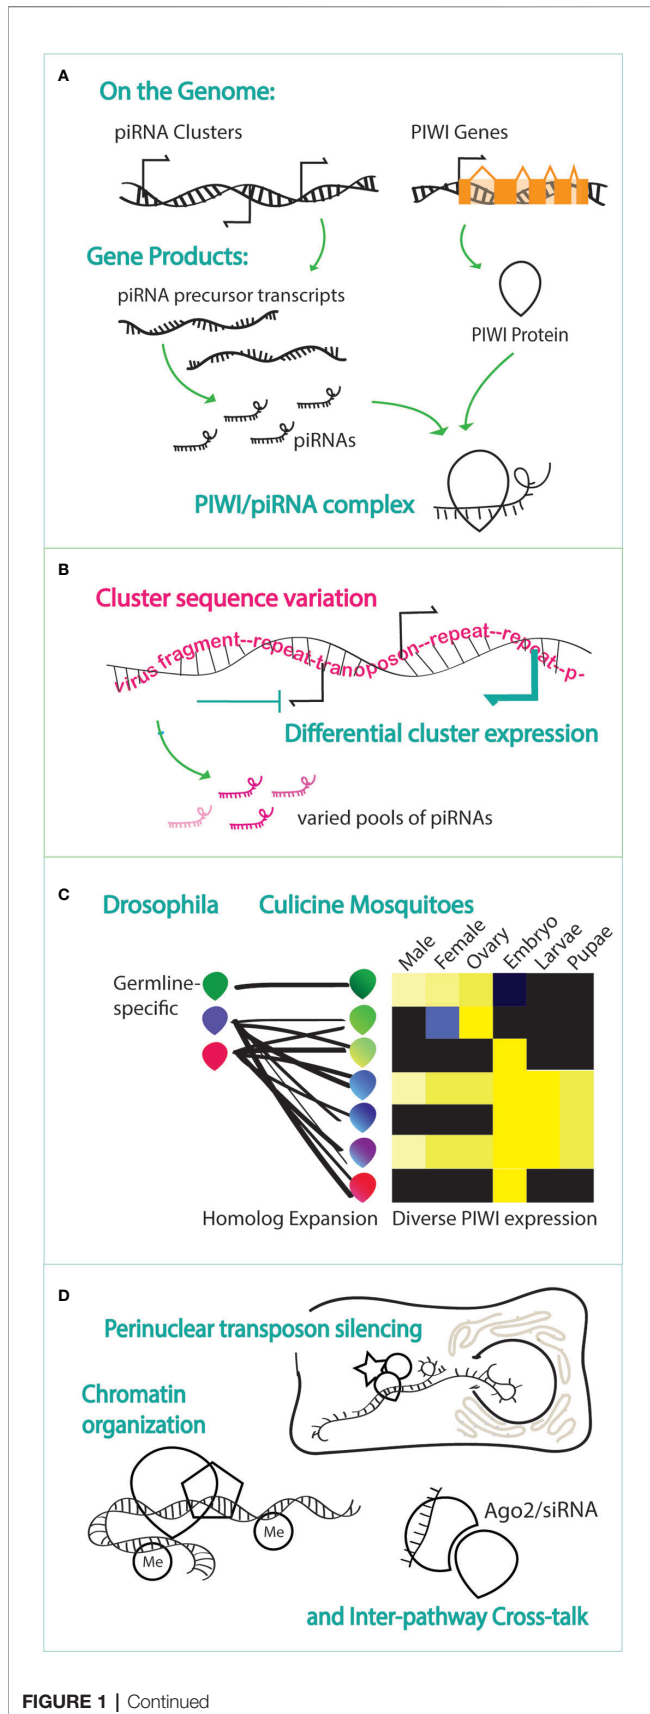 A
On the Genome:
piRNA Clusters
PIWI Genes
Gene Products:
piRNA precursor transcripts
PIWI Protein
piRNAs
PIWI/piRNA complex
B
Cluster sequence variation
virus fragment--repeat-tranoposon--repeat--repeat--p-
Differential cluster expression
varied pools of piRNAs
C
Drosophila
Culicine Mosquitoes
Male
Female
Ovary
Embryo
Larvae
Pupae
Germline-
specific
Homolog Expansion
Diverse PIWI expression
D
Perinuclear transposon silencing
Chromatin
organization
Me
Me
Ago2/siRNA
and Inter-pathway Cross-talk
FIGURE 1 | Continued